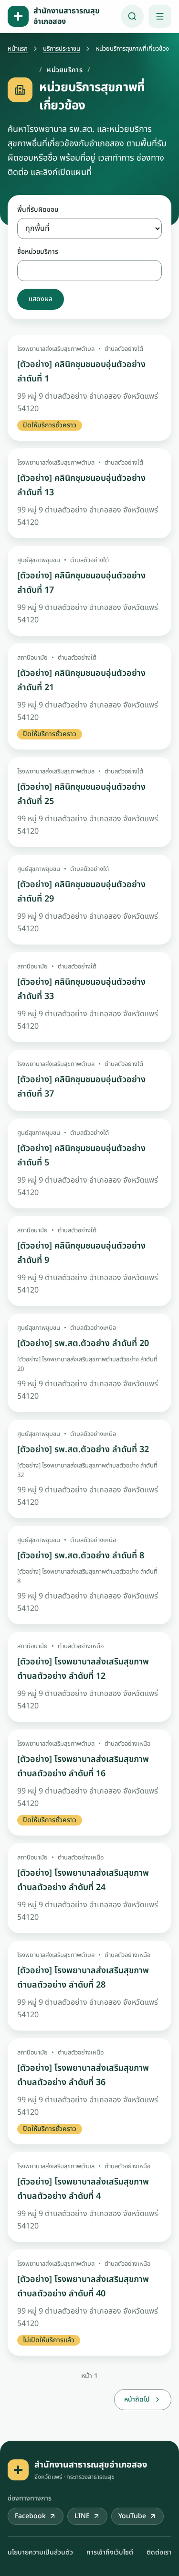 สำนักงานสาธารณสุข
อำเภอสอง
หน้าแรก > บริการประชาชน > หน่วยบริการสุขภาพที่เกี่ยวข้อง
/ หน่วยบริการ /
หน่วยบริการสุขภาพที่
เกี่ยวข้อง
ค้นหาโรงพยาบาล รพ.สต. และหน่วยบริการ
สุขภาพอื่นที่เกี่ยวข้องกับอำเภอสอง ตามพื้นที่รับ
ผิดชอบหรือชื่อ พร้อมที่อยู่ เวลาทำการ ช่องทาง
ติดต่อ และสิ่งก่อนไปแผนที่
พื้นที่รับผิดชอบ
ทุกพื้นที่
ชื่อหน่วยบริการ
แสดงผล
โรงพยาบาลส่งเสริมสุขภาพตำบล • ตำบลตัวอย่างใต้
[ตัวอย่าง] คลินิกชุมชนอบอุ่นตัวอย่าง
ลำดับที่ 1
99 หมู่ 9 ตำบลตัวอย่าง อำเภอสอง จังหวัดแพร่
54120
ปิดให้บริการชั่วคราว
โรงพยาบาลส่งเสริมสุขภาพตำบล • ตำบลตัวอย่างใต้
[ตัวอย่าง] คลินิกชุมชนอบอุ่นตัวอย่าง
ลำดับที่ 13
99 หมู่ 9 ตำบลตัวอย่าง อำเภอสอง จังหวัดแพร่
54120
ศูนย์สุขภาพชุมชน • ตำบลตัวอย่างใต้
[ตัวอย่าง] คลินิกชุมชนอบอุ่นตัวอย่าง
ลำดับที่ 17
99 หมู่ 9 ตำบลตัวอย่าง อำเภอสอง จังหวัดแพร่
54120
สถานีอนามัย • ตำบลตัวอย่างใต้
[ตัวอย่าง] คลินิกชุมชนอบอุ่นตัวอย่าง
ลำดับที่ 21
99 หมู่ 9 ตำบลตัวอย่าง อำเภอสอง จังหวัดแพร่
54120
ปิดให้บริการชั่วคราว
โรงพยาบาลส่งเสริมสุขภาพตำบล • ตำบลตัวอย่างใต้
[ตัวอย่าง] คลินิกชุมชนอบอุ่นตัวอย่าง
ลำดับที่ 25
99 หมู่ 9 ตำบลตัวอย่าง อำเภอสอง จังหวัดแพร่
54120
ศูนย์สุขภาพชุมชน • ตำบลตัวอย่างใต้
[ตัวอย่าง] คลินิกชุมชนอบอุ่นตัวอย่าง
ลำดับที่ 29
99 หมู่ 9 ตำบลตัวอย่าง อำเภอสอง จังหวัดแพร่
54120
สถานีอนามัย • ตำบลตัวอย่างใต้
[ตัวอย่าง] คลินิกชุมชนอบอุ่นตัวอย่าง
ลำดับที่ 33
99 หมู่ 9 ตำบลตัวอย่าง อำเภอสอง จังหวัดแพร่
54120
โรงพยาบาลส่งเสริมสุขภาพตำบล • ตำบลตัวอย่างใต้
[ตัวอย่าง] คลินิกชุมชนอบอุ่นตัวอย่าง
ลำดับที่ 37
ศูนย์สุขภาพชุมชน • ตำบลตัวอย่างใต้
[ตัวอย่าง] คลินิกชุมชนอบอุ่นตัวอย่าง
ลำดับที่ 5
99 หมู่ 9 ตำบลตัวอย่าง อำเภอสอง จังหวัดแพร่
54120
สถานีอนามัย • ตำบลตัวอย่างใต้
[ตัวอย่าง] คลินิกชุมชนอบอุ่นตัวอย่าง
ลำดับที่ 9
99 หมู่ 9 ตำบลตัวอย่าง อำเภอสอง จังหวัดแพร่
54120
ศูนย์สุขภาพชุมชน • ตำบลตัวอย่างเหนือ
[ตัวอย่าง] รพ.สต.ตัวอย่าง ลำดับที่ 20
[ตัวอย่าง] โรงพยาบาลส่งเสริมสุขภาพตำบลตัวอย่าง ลำดับที่
20
99 หมู่ 9 ตำบลตัวอย่าง อำเภอสอง จังหวัดแพร่
54120
ศูนย์สุขภาพชุมชน • ตำบลตัวอย่างเหนือ
[ตัวอย่าง] รพ.สต.ตัวอย่าง ลำดับที่ 32
[ตัวอย่าง] โรงพยาบาลส่งเสริมสุขภาพตำบลตัวอย่าง ลำดับที่
32
99 หมู่ 9 ตำบลตัวอย่าง อำเภอสอง จังหวัดแพร่
54120
ศูนย์สุขภาพชุมชน • ตำบลตัวอย่างเหนือ
[ตัวอย่าง] รพ.สต.ตัวอย่าง ลำดับที่ 8
[ตัวอย่าง] โรงพยาบาลส่งเสริมสุขภาพตำบลตัวอย่าง ลำดับที่
8
99 หมู่ 9 ตำบลตัวอย่าง อำเภอสอง จังหวัดแพร่
54120
สถานีอนามัย • ตำบลตัวอย่างเหนือ
[ตัวอย่าง] โรงพยาบาลส่งเสริมสุขภาพ
ตำบลตัวอย่าง ลำดับที่ 12
99 หมู่ 9 ตำบลตัวอย่าง อำเภอสอง จังหวัดแพร่
54120
โรงพยาบาลส่งเสริมสุขภาพตำบล • ตำบลตัวอย่างเหนือ
[ตัวอย่าง] โรงพยาบาลส่งเสริมสุขภาพ
ตำบลตัวอย่าง ลำดับที่ 16
99 หมู่ 9 ตำบลตัวอย่าง อำเภอสอง จังหวัดแพร่
54120
ปิดให้บริการชั่วคราว
สถานีอนามัย • ตำบลตัวอย่างเหนือ
[ตัวอย่าง] โรงพยาบาลส่งเสริมสุขภาพ
ตำบลตัวอย่าง ลำดับที่ 24
99 หมู่ 9 ตำบลตัวอย่าง อำเภอสอง จังหวัดแพร่
54120
โรงพยาบาลส่งเสริมสุขภาพตำบล • ตำบลตัวอย่างเหนือ
[ตัวอย่าง] โรงพยาบาลส่งเสริมสุขภาพ
ตำบลตัวอย่าง ลำดับที่ 28
99 หมู่ 9 ตำบลตัวอย่าง อำเภอสอง จังหวัดแพร่
54120
สถานีอนามัย • ตำบลตัวอย่างเหนือ
[ตัวอย่าง] โรงพยาบาลส่งเสริมสุขภาพ
ตำบลตัวอย่าง ลำดับที่ 36
99 หมู่ 9 ตำบลตัวอย่าง อำเภอสอง จังหวัดแพร่
54120
ปิดให้บริการชั่วคราว
โรงพยาบาลส่งเสริมสุขภาพตำบล • ตำบลตัวอย่างเหนือ
[ตัวอย่าง] โรงพยาบาลส่งเสริมสุขภาพ
ตำบลตัวอย่าง ลำดับที่ 4
99 หมู่ 9 ตำบลตัวอย่าง อำเภอสอง จังหวัดแพร่
54120
โรงพยาบาลส่งเสริมสุขภาพตำบล • ตำบลตัวอย่างเหนือ
[ตัวอย่าง] โรงพยาบาลส่งเสริมสุขภาพ
ตำบลตัวอย่าง ลำดับที่ 40
99 หมู่ 9 ตำบลตัวอย่าง อำเภอสอง จังหวัดแพร่
54120
ไม่เปิดให้บริการแล้ว
หน้า 1
หน้าถัดไป
สำนักงานสาธารณสุขอำเภอสอง
จังหวัดแพร่ · กระทรวงสาธารณสุข
ช่องทางทางการ
Facebook LINE YouTube
นโยบายความเป็นส่วนตัว การเข้าถึงเว็บไซต์ ติดต่อเรา